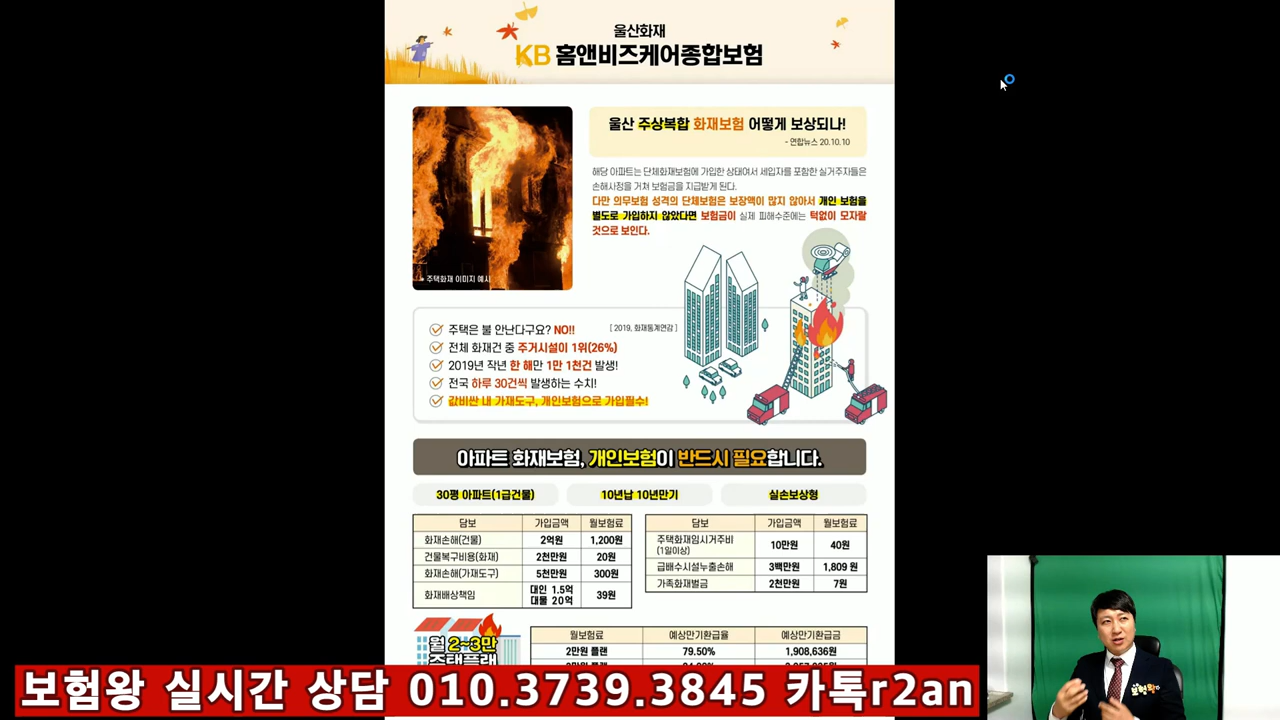 울산화재
KB 홈앤비즈케어종합보험
울산 주상복합 화재보험 어떻게 보상되나!
- 연합뉴스 20.10.10
해당 아파트는 단체화재보험에 가입한 상태여서 세입자를 포함한 실거주자들은
손해사정을 거쳐 보험금을 지급받게 된다.
다만 의무보험 성격의 단체보험은 보장액이 많지 않아서 개인 보험을
별도로 가입하지 않았다면 보험금이 실제 피해수준에는 턱없이 모자랄
것으로 보인다.
주택화재 이미지 예시
주택은 불 안난다구요? NO!!
[ 2019, 화재통계연감 ]
전체 화재건 중 주거시설이 1위(26%)
2019년 작년 한 해만 1만 1천건 발생!
전국 하루 30건씩 발생하는 수치!
값비싼 내 가재도구, 개인보험으로 가입필수!
아파트 화재보험, 개인보험이 반드시 필요합니다.
30평 아파트(1급건물) 10년납 10년만기 실손보상형
담보 가입금액 월보험료
화재손해(건물) 2억원 1,200원
건물복구비용(화재) 2천만원 20원
화재손해(가재도구) 5천만원 300원
화재배상책임 대인 1.5억 대물 20억 39원
담보 가입금액 월보험료
주택화재임시거주비 (1일이상) 10만원 40원
급배수시설누출손해 3백만원 1,809 원
가족화재벌금 2천만원 7원
월 2~3만
주택플랜
월보험료 예상만기환급율 예상만기환급금
2만원 플랜 79.50% 1,908,636원
보험왕 실시간 상담 010.3739.3845 카톡r2an
보험왕